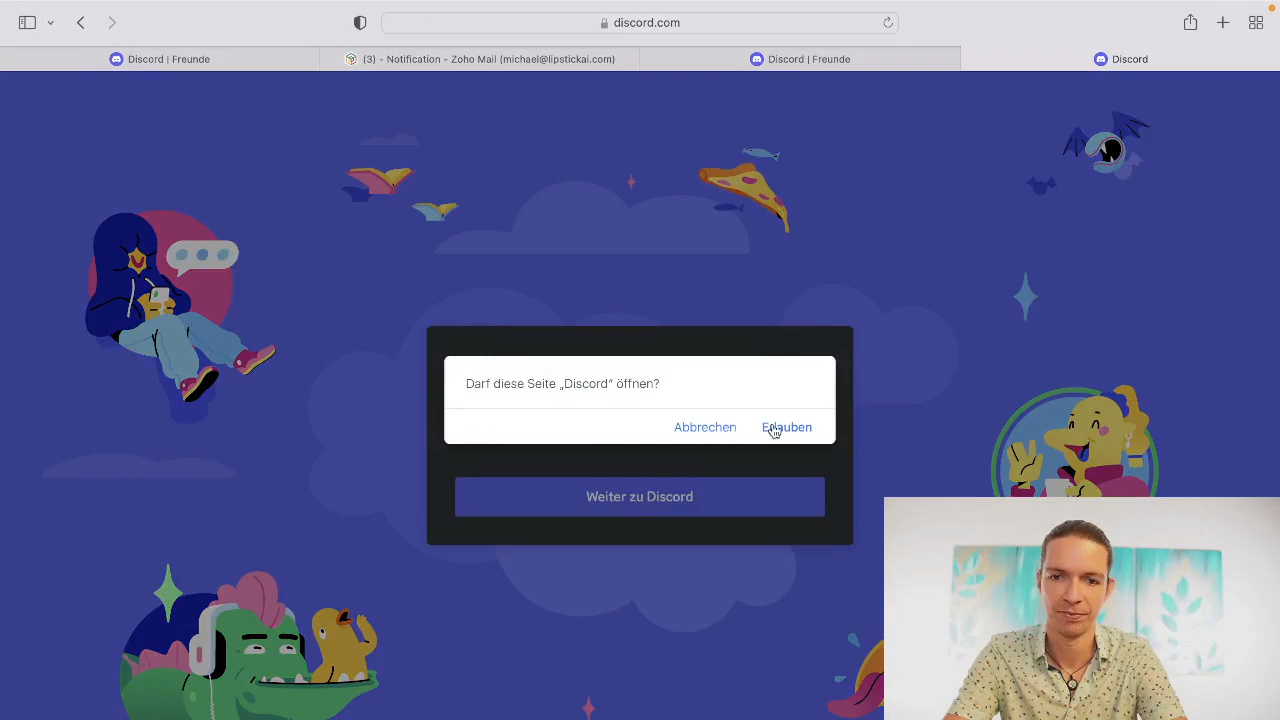 discord.com
Discord | Freunde
(3) - Notification - Zoho Mail (michael@lipstickai.com)
Discord | Freunde
Discord
Darf diese Seite „Discord“ öffnen?
Abbrechen
Erlauben
Weiter zu Discord